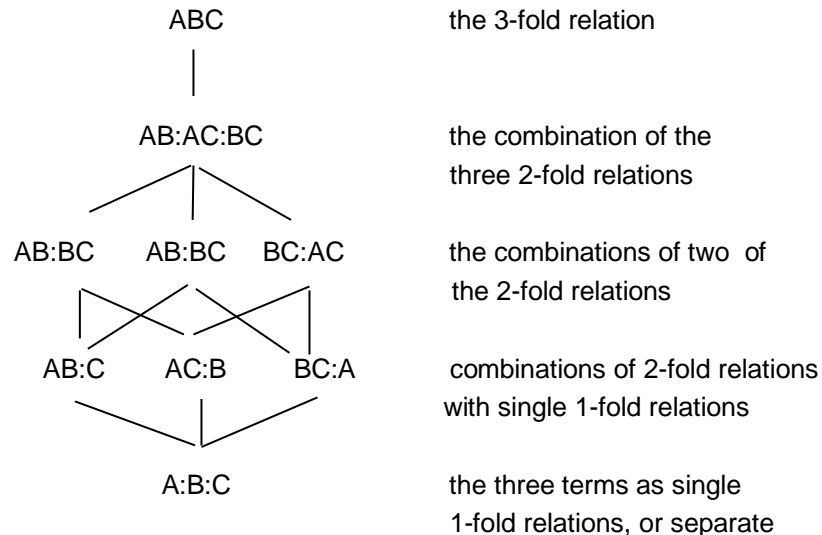 ABC the 3-fold relation
AB:AC:BC the combination of the
three 2-fold relations
AB:BC AB:BC BC:AC the combinations of two of
the 2-fold relations
AB:C AC:B BC:A combinations of 2-fold relations
with single 1-fold relations
A:B:C the three terms as single
1-fold relations, or separate